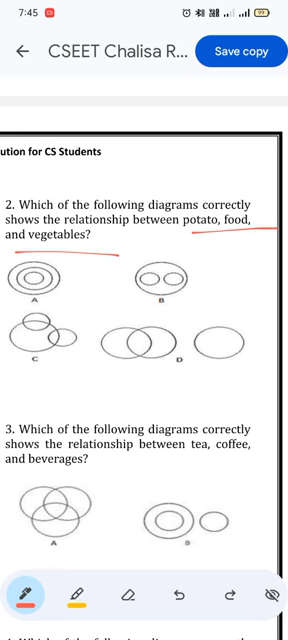 7:45
99
CSEET Chalisa R... Save copy
ution for CS Students
2. Which of the following diagrams correctly
shows the relationship between potato, food,
and vegetables?
A B
C D
3. Which of the following diagrams correctly
shows the relationship between tea, coffee,
and beverages?
A B